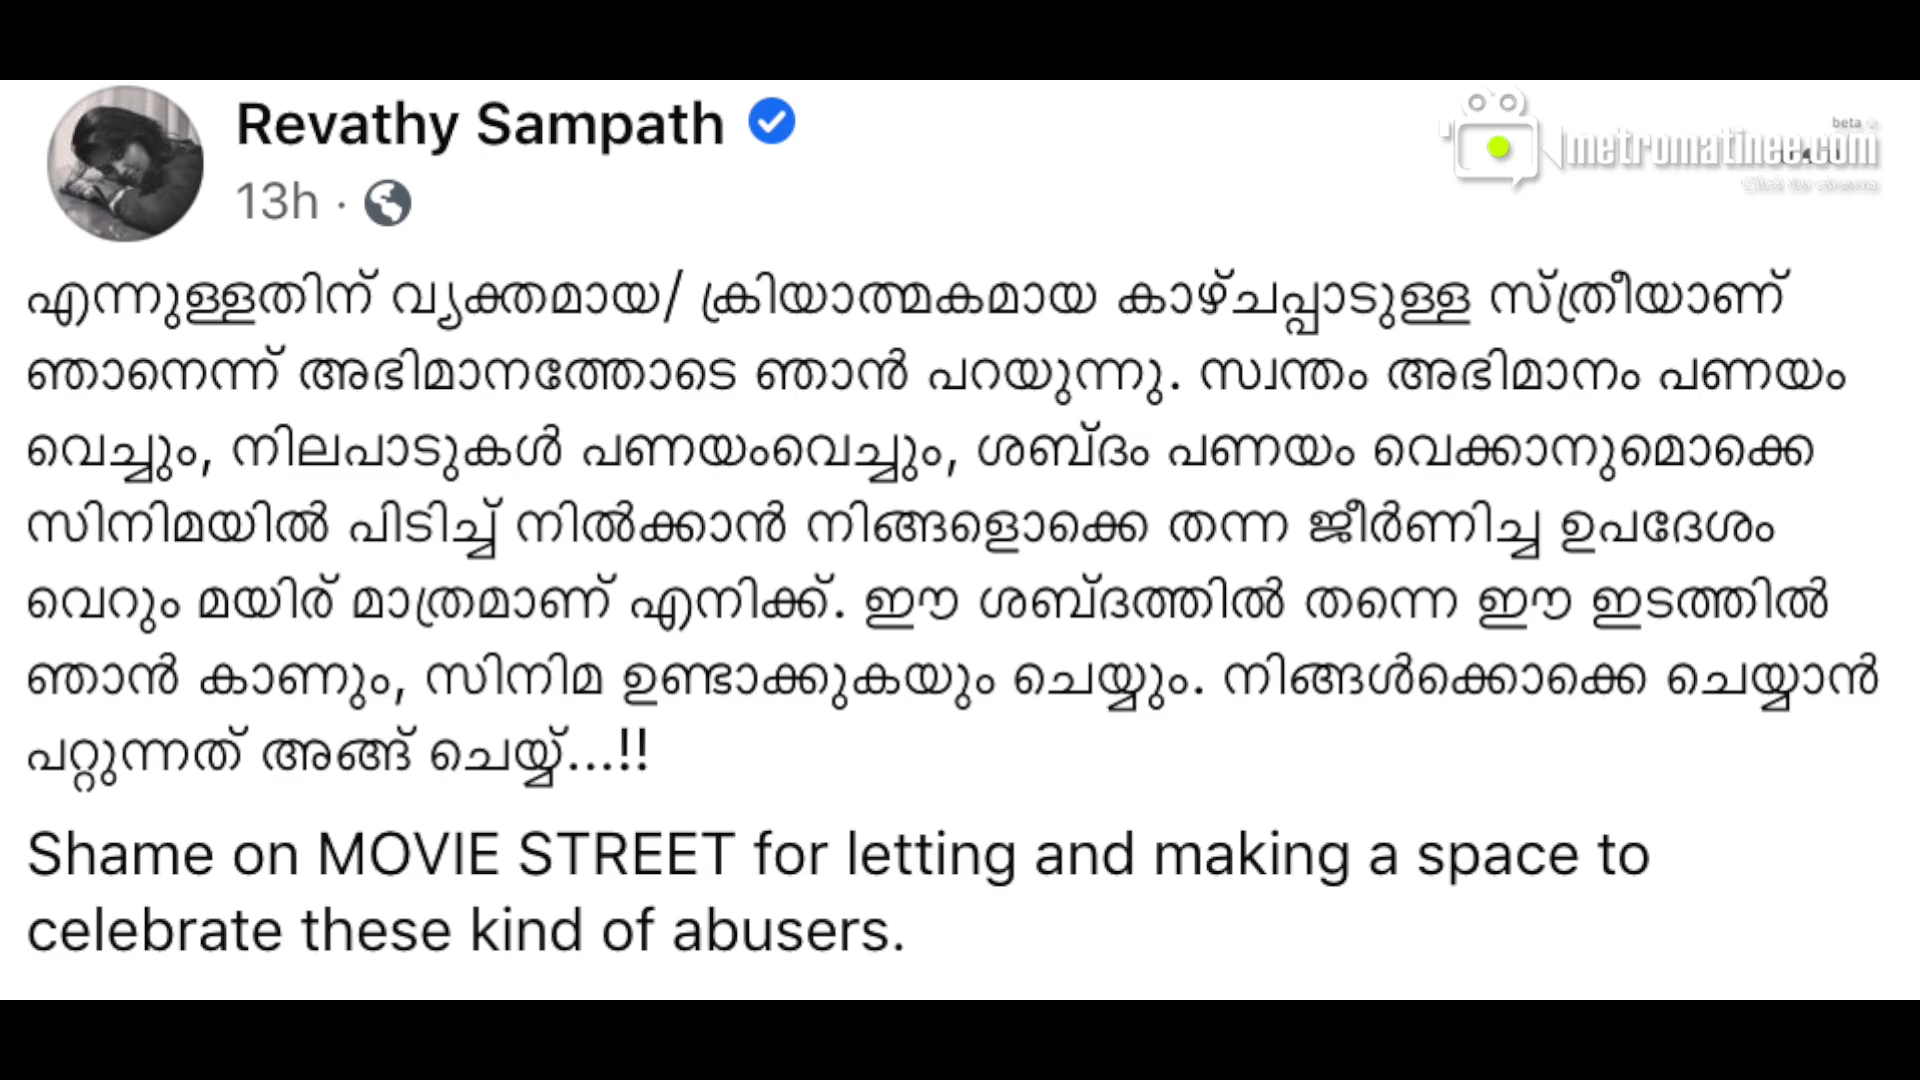 Revathy Sampath
13h ·
എന്നുള്ളതിന് വ്യക്തമായ/ ക്രിയാത്മകമായ കാഴ്ചപ്പാടുള്ള സ്ത്രീയാണ്
ഞാനെന്ന് അഭിമാനത്തോടെ ഞാൻ പറയുന്നു. സ്വന്തം അഭിമാനം പണയം
വെച്ചും, നിലപാടുകൾ പണയംവെച്ചും, ശബ്ദം പണയം വെക്കാനുമൊക്കെ
സിനിമയിൽ പിടിച്ച് നിൽക്കാൻ നിങ്ങളൊക്കെ തന്ന ജീർണിച്ച ഉപദേശം
വെറും മയിര് മാത്രമാണ് എനിക്ക്. ഈ ശബ്ദത്തിൽ തന്നെ ഈ ഇടത്തിൽ
ഞാൻ കാണും, സിനിമ ഉണ്ടാക്കുകയും ചെയ്യും. നിങ്ങൾക്കൊക്കെ ചെയ്യാൻ
പറ്റുന്നത് അങ്ങ് ചെയ്യ്...!!
Shame on MOVIE STREET for letting and making a space to
celebrate these kind of abusers.
beta
metromatinee.com